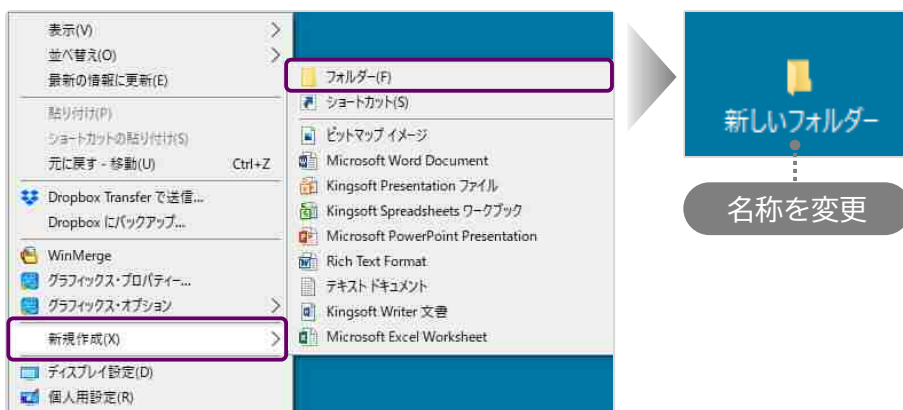 表示(V)
並べ替え(O)
最新の情報に更新(E)
貼り付け(P)
ショートカットの貼り付け(S)
元に戻す - 移動(U) Ctrl+Z
Dropbox Transfer で送信...
Dropbox にバックアップ...
WinMerge
グラフィックス・プロパティー...
グラフィックス・オプション
新規作成(X)
ディスプレイ設定(D)
個人用設定(R)
フォルダー(F)
ショートカット(S)
ビットマップ イメージ
Microsoft Word Document
Kingsoft Presentation ファイル
Kingsoft Spreadsheets ワークブック
Microsoft PowerPoint Presentation
Rich Text Format
テキスト ドキュメント
Kingsoft Writer 文書
Microsoft Excel Worksheet
新しいフォルダー
名称を変更